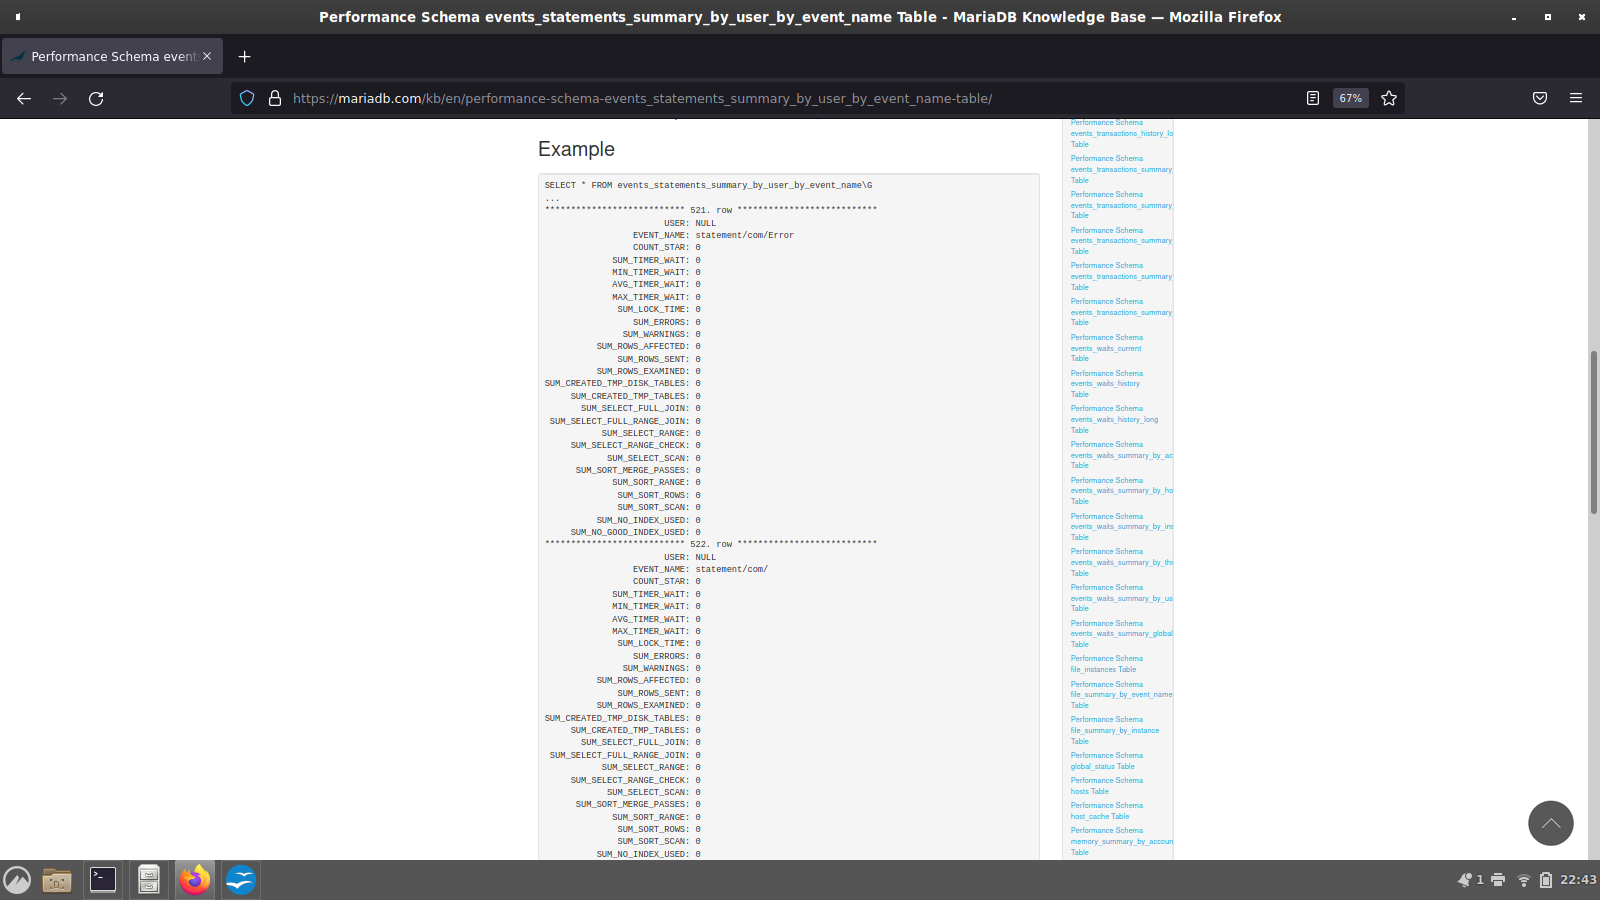 Performance Schema events_statements_summary_by_user_by_event_name Table - MariaDB Knowledge Base — Mozilla Firefox
Performance Schema event
https://mariadb.com/kb/en/performance-schema-events_statements_summary_by_user_by_event_name-table/
67%
Example
SELECT * FROM events_statements_summary_by_user_by_event_name\G
...
*************************** 521. row ***************************
USER: NULL
EVENT_NAME: statement/com/Error
COUNT_STAR: 0
SUM_TIMER_WAIT: 0
MIN_TIMER_WAIT: 0
AVG_TIMER_WAIT: 0
MAX_TIMER_WAIT: 0
SUM_LOCK_TIME: 0
SUM_ERRORS: 0
SUM_WARNINGS: 0
SUM_ROWS_AFFECTED: 0
SUM_ROWS_SENT: 0
SUM_ROWS_EXAMINED: 0
SUM_CREATED_TMP_DISK_TABLES: 0
SUM_CREATED_TMP_TABLES: 0
SUM_SELECT_FULL_JOIN: 0
SUM_SELECT_FULL_RANGE_JOIN: 0
SUM_SELECT_RANGE: 0
SUM_SELECT_RANGE_CHECK: 0
SUM_SELECT_SCAN: 0
SUM_SORT_MERGE_PASSES: 0
SUM_SORT_RANGE: 0
SUM_SORT_ROWS: 0
SUM_SORT_SCAN: 0
SUM_NO_INDEX_USED: 0
SUM_NO_GOOD_INDEX_USED: 0
*************************** 522. row ***************************
USER: NULL
EVENT_NAME: statement/com/
COUNT_STAR: 0
SUM_TIMER_WAIT: 0
MIN_TIMER_WAIT: 0
AVG_TIMER_WAIT: 0
MAX_TIMER_WAIT: 0
SUM_LOCK_TIME: 0
SUM_ERRORS: 0
SUM_WARNINGS: 0
SUM_ROWS_AFFECTED: 0
SUM_ROWS_SENT: 0
SUM_ROWS_EXAMINED: 0
SUM_CREATED_TMP_DISK_TABLES: 0
SUM_CREATED_TMP_TABLES: 0
SUM_SELECT_FULL_JOIN: 0
SUM_SELECT_FULL_RANGE_JOIN: 0
SUM_SELECT_RANGE: 0
SUM_SELECT_RANGE_CHECK: 0
SUM_SELECT_SCAN: 0
SUM_SORT_MERGE_PASSES: 0
SUM_SORT_RANGE: 0
SUM_SORT_ROWS: 0
SUM_SORT_SCAN: 0
SUM_NO_INDEX_USED: 0
Performance Schema
events_transactions_history_lo
Table
Performance Schema
events_transactions_summary_
Table
Performance Schema
events_transactions_summary_
Table
Performance Schema
events_transactions_summary_
Table
Performance Schema
events_transactions_summary_
Table
Performance Schema
events_transactions_summary_
Table
Performance Schema
events_waits_current
Table
Performance Schema
events_waits_history
Table
Performance Schema
events_waits_history_long
Table
Performance Schema
events_waits_summary_by_ac
Table
Performance Schema
events_waits_summary_by_ho
Table
Performance Schema
events_waits_summary_by_ins
Table
Performance Schema
events_waits_summary_by_thr
Table
Performance Schema
events_waits_summary_by_us
Table
Performance Schema
events_waits_summary_global
Table
Performance Schema
file_instances Table
Performance Schema
file_summary_by_event_name
Table
Performance Schema
file_summary_by_instance
Table
Performance Schema
global_status Table
Performance Schema
hosts Table
Performance Schema
host_cache Table
Performance Schema
memory_summary_by_accoun
Table
1
22:43